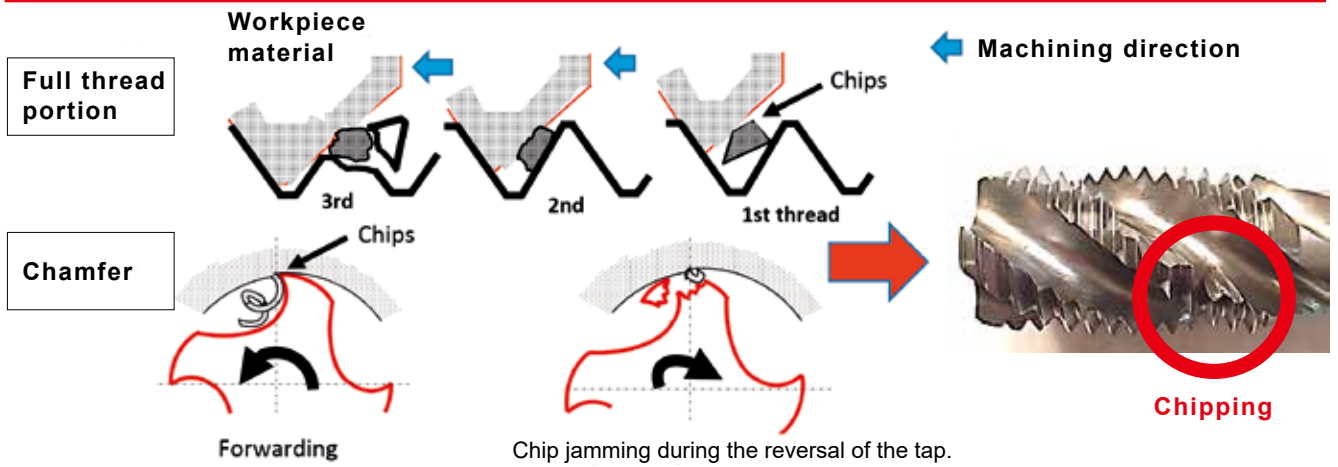 Workpiece
material
Machining direction
Full thread
portion
Chips
3rd
2nd
1st thread
Chips
Chamfer
Chipping
Forwarding
Chip jamming during the reversal of the tap.